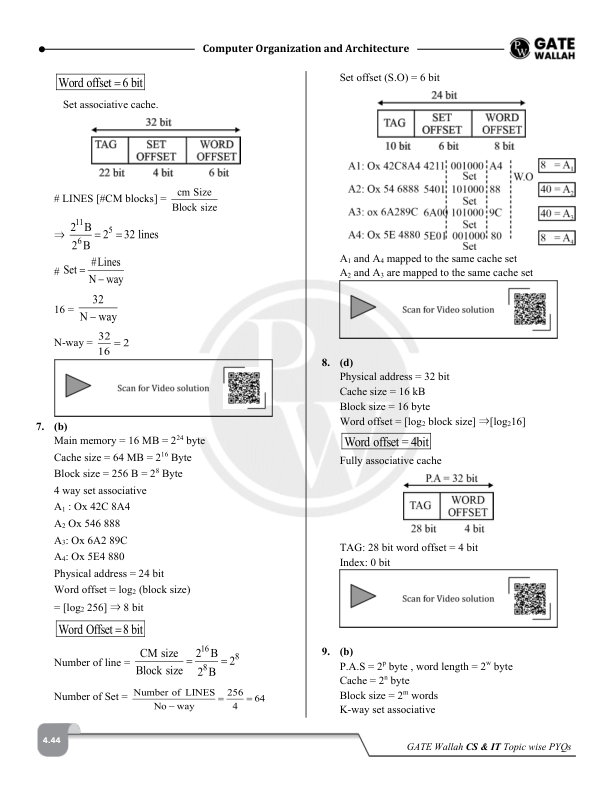 Computer Organization and Architecture
GATE
WALLAH
Word offset = 6 bit
Set associative cache.
32 bit
TAG SET OFFSET WORD OFFSET
22 bit 4 bit 6 bit
# LINES [#CM blocks] = cm Size / Block size
⇒ 2^11 B / 2^6 B = 2^5 = 32 lines
# Set = #Lines / N − way
16 = 32 / N − way
N-way = 32 / 16 = 2
Scan for Video solution
7. (b)
Main memory = 16 MB = 2^24 byte
Cache size = 64 MB = 2^16 Byte
Block size = 256 B = 2^8 Byte
4 way set associative
A1 : Ox 42C 8A4
A2 Ox 546 888
A3: Ox 6A2 89C
A4: Ox 5E4 880
Physical address = 24 bit
Word offset = log2 (block size)
= [log2 256] ⇒ 8 bit
Word Offset = 8 bit
Number of line = CM size / Block size = 2^16 B / 2^8 B = 2^8
Number of Set = Number of LINES / No − way = 256 / 4 = 64
Set offset (S.O) = 6 bit
24 bit
TAG SET OFFSET WORD OFFSET
10 bit 6 bit 8 bit
A1: Ox 42C8A4 4211 001000 A4 8 = A1
Set W.O
A2: Ox 54 6888 5401 101000 88 40 = A2
Set
A3: ox 6A289C 6A00 101000 9C 40 = A3
Set
A4: Ox 5E 4880 5E01 001000 80 8 = A4
Set
A1 and A4 mapped to the same cache set
A2 and A3 are mapped to the same cache set
Scan for Video solution
8. (d)
Physical address = 32 bit
Cache size = 16 kB
Block size = 16 byte
Word offset = [log2 block size] ⇒[log216]
Word offset = 4bit
Fully associative cache
P.A = 32 bit
TAG WORD OFFSET
28 bit 4 bit
TAG: 28 bit word offset = 4 bit
Index: 0 bit
Scan for Video solution
9. (b)
P.A.S = 2^p byte , word length = 2^w byte
Cache = 2^n byte
Block size = 2^m words
K-way set associative
4.44
GATE Wallah CS & IT Topic wise PYQs